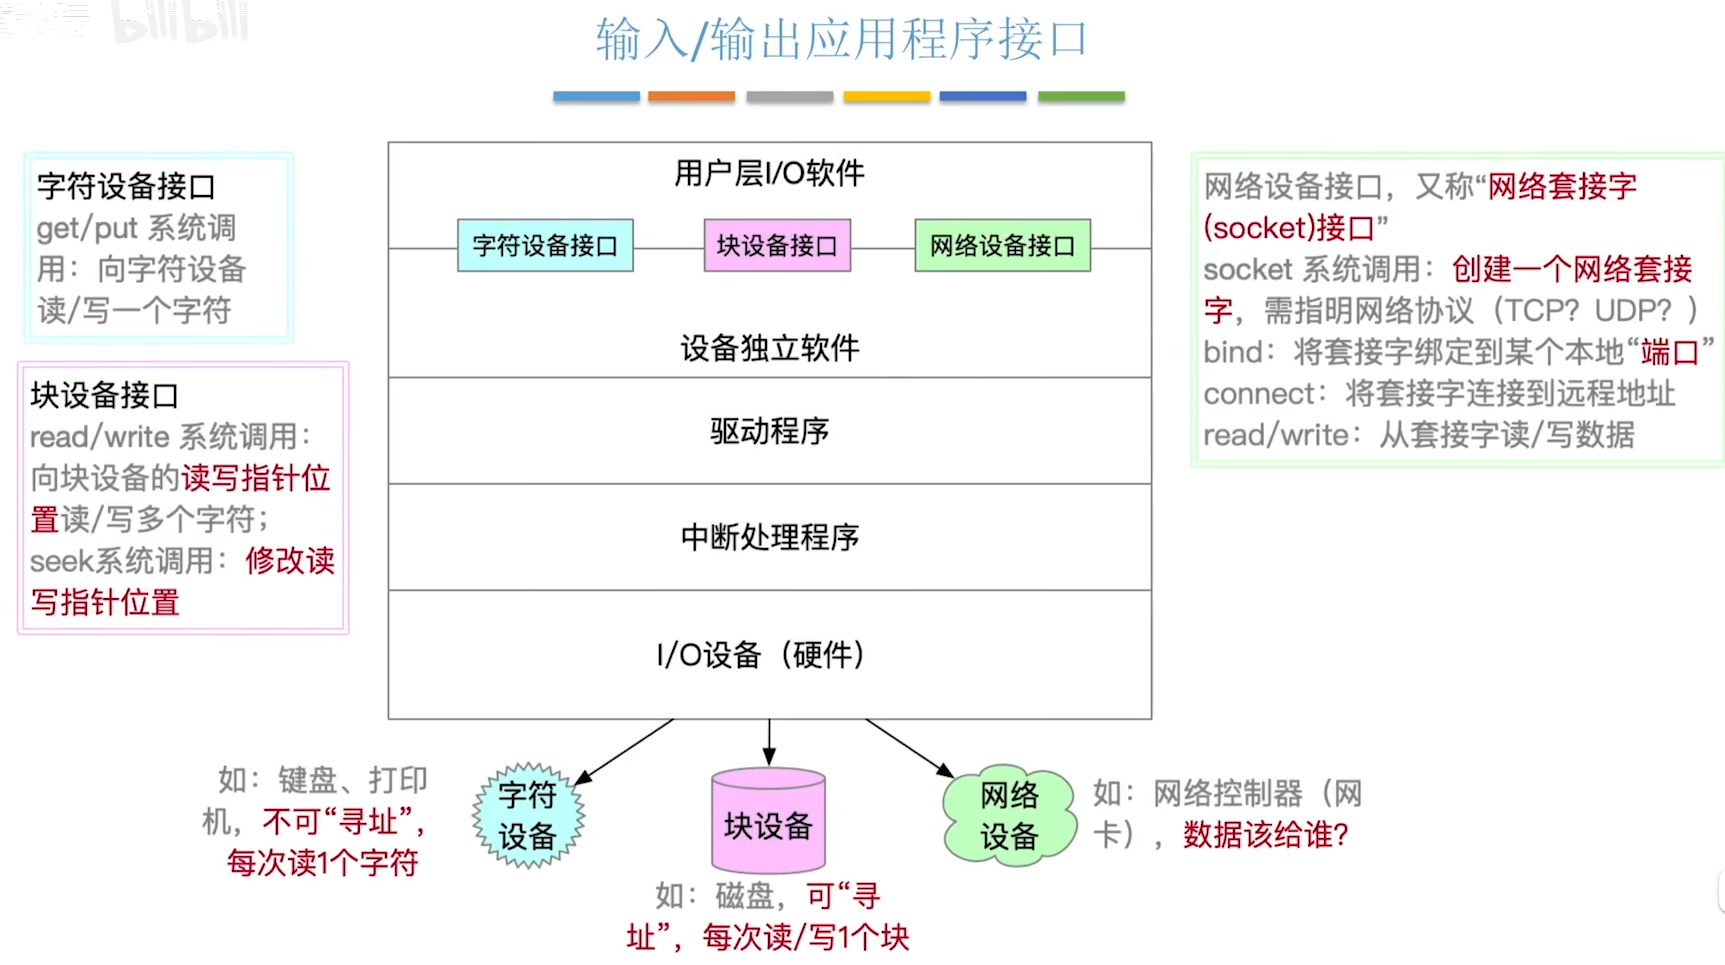 bilibili
输入/输出应用程序接口
字符设备接口
get/put 系统调
用：向字符设备
读/写一个字符
块设备接口
read/write 系统调用：
向块设备的读写指针位
置读/写多个字符；
seek系统调用：修改读
写指针位置
用户层I/O软件
字符设备接口
块设备接口
网络设备接口
设备独立软件
驱动程序
中断处理程序
I/O设备（硬件）
网络设备接口，又称“网络套接字
(socket)接口”
socket 系统调用：创建一个网络套接
字，需指明网络协议（TCP？UDP？）
bind：将套接字绑定到某个本地“端口”
connect：将套接字连接到远程地址
read/write：从套接字读/写数据
如：键盘、打印
机，不可“寻址”，
每次读1个字符
字符
设备
块设备
如：磁盘，可“寻
址”，每次读/写1个块
网络
设备
如：网络控制器（网
卡），数据该给谁？